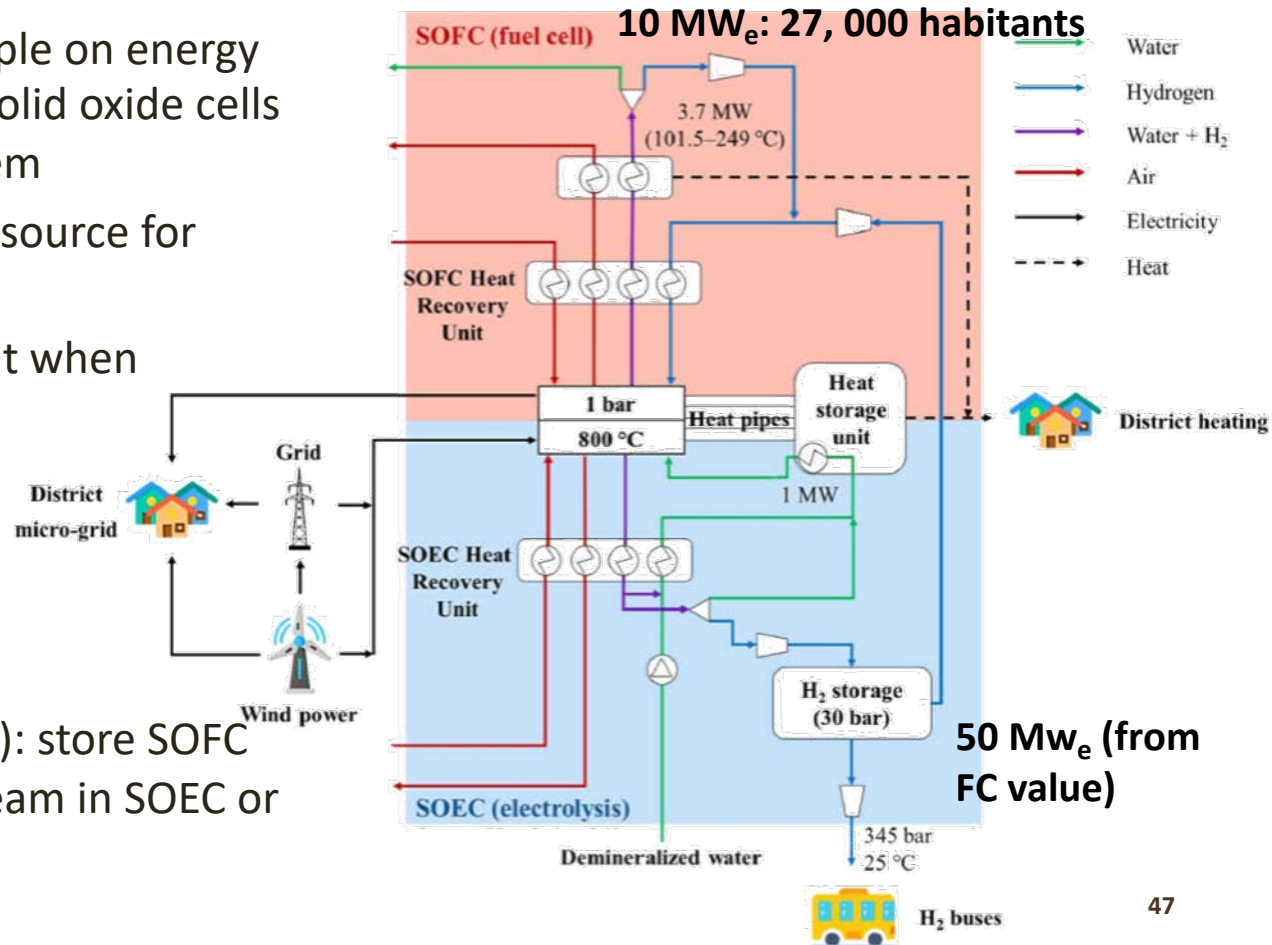 ple on energy
olid oxide cells
em
source for
t when
): store SOFC
eam in SOEC or
10 MWₑ: 27, 000 habitants
SOFC (fuel cell)
3.7 MW
(101.5–249 °C)
SOFC Heat
Recovery
Unit
1 bar
800 °C
Heat pipes
Heat
storage
unit
1 MW
District heating
Grid
District
micro-grid
Wind power
SOEC Heat
Recovery
Unit
H₂ storage
(30 bar)
50 Mwₑ (from
FC value)
SOEC (electrolysis)
Demineralized water
345 bar
25 °C
H₂ buses
Water
Hydrogen
Water + H₂
Air
Electricity
Heat
47